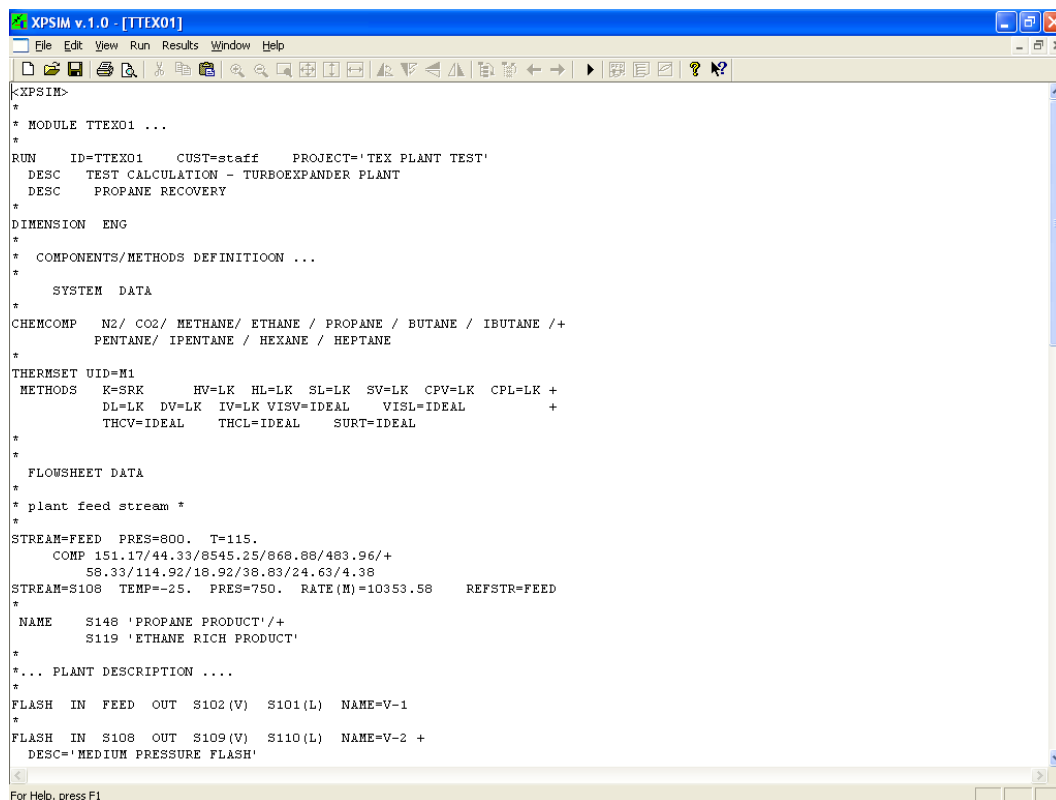 XPSIM v.1.0 - [TTEX01]
File Edit View Run Results Window Help
<XPSIM>
*
* MODULE TTEX01 ...
*
RUN ID=TTEX01 CUST=staff PROJECT='TEX PLANT TEST'
DESC TEST CALCULATION - TURBOEXPANDER PLANT
DESC PROPANE RECOVERY
*
DIMENSION ENG
*
* COMPONENTS/METHODS DEFINITIOON ...
*
SYSTEM DATA
*
CHEMCOMP N2/ CO2/ METHANE/ ETHANE / PROPANE / BUTANE / IBUTANE /+
PENTANE/ IPENTANE / HEXANE / HEPTANE
*
THERMSET UID=M1
METHODS K=SRK HV=LK HL=LK SL=LK SV=LK CPV=LK CPL=LK +
DL=LK DV=LK IV=LK VISV=IDEAL VISL=IDEAL +
THCV=IDEAL THCL=IDEAL SURT=IDEAL
*
*
FLOWSHEET DATA
*
* plant feed stream *
*
STREAM=FEED PRES=800. T=115.
COMP 151.17/44.33/8545.25/868.88/483.96/+
58.33/114.92/18.92/38.83/24.63/4.38
STREAM=S108 TEMP=-25. PRES=750. RATE(M)=10353.58 REFSTR=FEED
*
NAME S148 'PROPANE PRODUCT'/+
S119 'ETHANE RICH PRODUCT'
*
*... PLANT DESCRIPTION ....
*
FLASH IN FEED OUT S102(V) S101(L) NAME=V-1
*
FLASH IN S108 OUT S109(V) S110(L) NAME=V-2 +
DESC='MEDIUM PRESSURE FLASH'
For Help, press F1